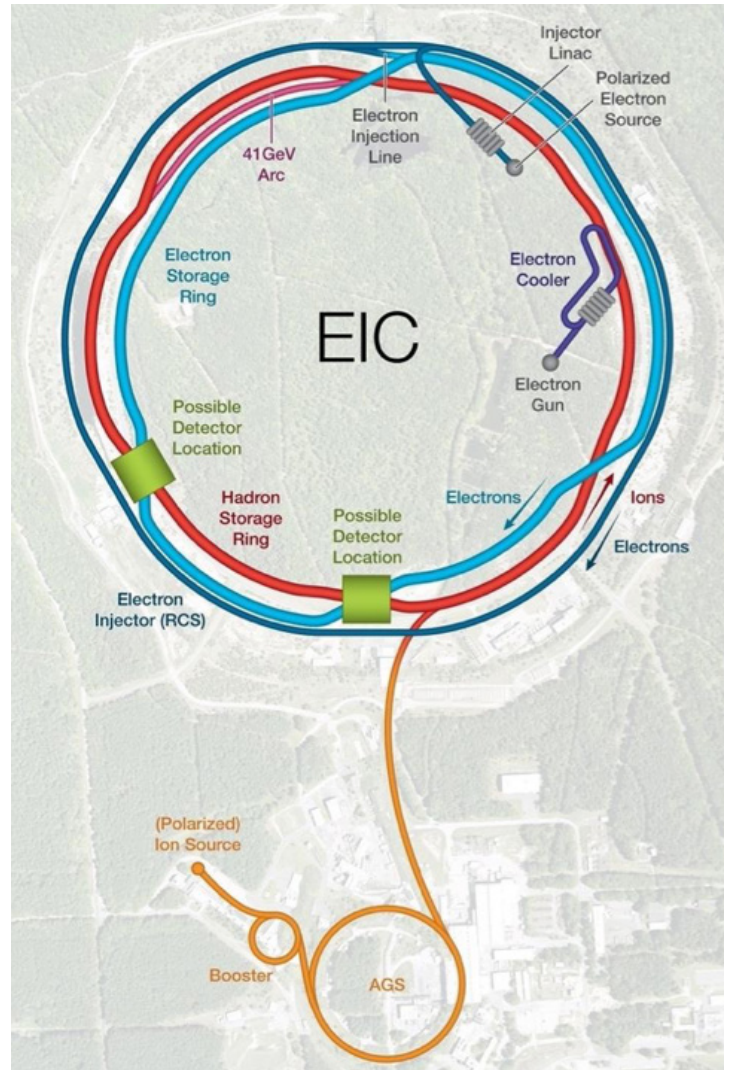 Injector
Linac
Polarized
Electron
Source
Electron
Injection
Line
41GeV
Arc
Electron
Storage
Ring
Electron
Cooler
EIC
Electron
Gun
Possible
Detector
Location
Hadron
Storage
Ring
Possible
Detector
Location
Electrons
Ions
Electrons
Electron
Injector (RCS)
(Polarized)
Ion Source
Booster
AGS